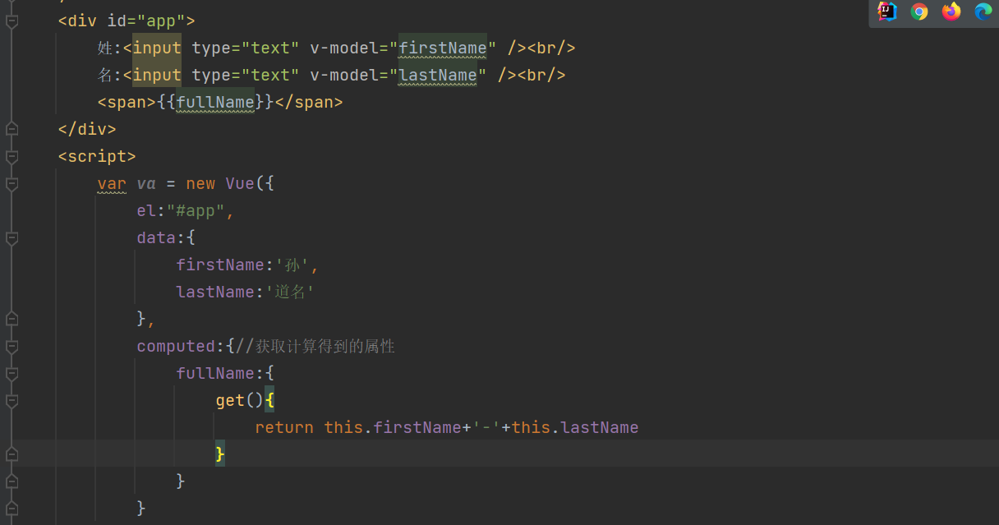 <div id="app">
姓:<input type="text" v-model="firstName" /><br/>
名:<input type="text" v-model="lastName" /><br/>
<span>{{fullName}}</span>
</div>
<script>
var va = new Vue({
el:"#app",
data:{
firstName:'孙',
lastName:'道名'
},
computed:{//获取计算得到的属性
fullName:{
get(){
return this.firstName+'-'+this.lastName
}
}
}